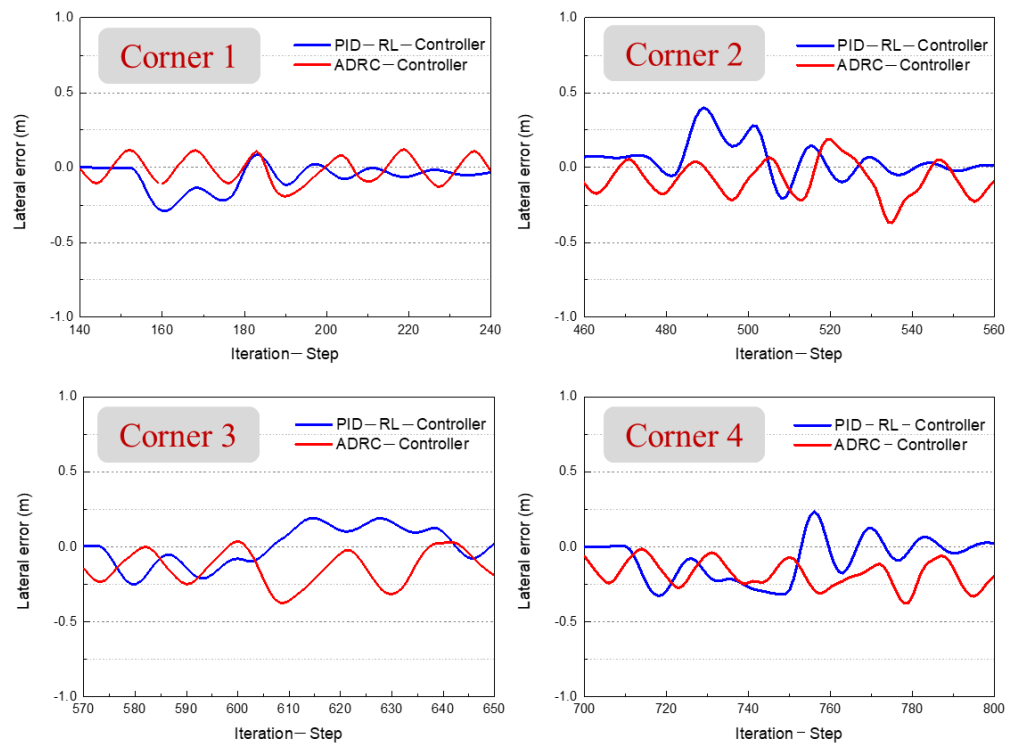 Corner 1
PID-RL-Controller
ADRC-Controller
Lateral error (m)
1.0
0.5
0.0
-0.5
-1.0
140 160 180 200 220 240
Iteration-Step
Corner 2
PID-RL-Controller
ADRC-Controller
Lateral error (m)
1.0
0.5
0.0
-0.5
-1.0
460 480 500 520 540 560
Iteration-Step
Corner 3
PID-RL-Controller
ADRC-Controller
Lateral error (m)
1.0
0.5
0.0
-0.5
-1.0
570 580 590 600 610 620 630 640 650
Iteration-Step
Corner 4
PID-RL-Controller
ADRC-Controller
Lateral error (m)
1.0
0.5
0.0
-0.5
-1.0
700 720 740 760 780 800
Iteration-Step